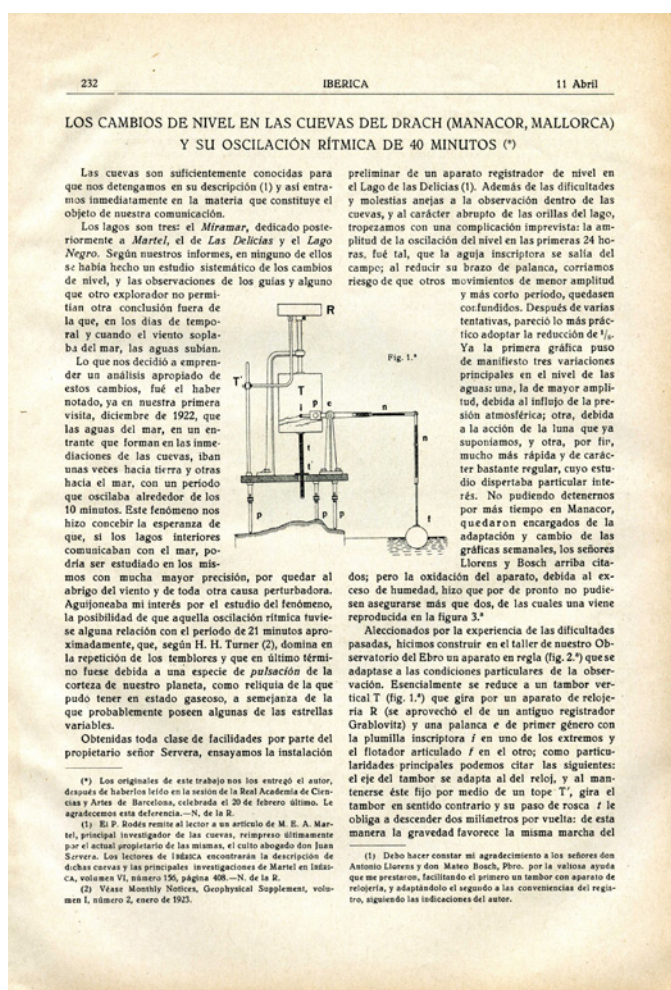 232
IBERICA
11 Abril
LOS CAMBIOS DE NIVEL EN LAS CUEVAS DEL DRACH (MANACOR, MALLORCA)
Y SU OSCILACIÓN RÍTMICA DE 40 MINUTOS (*)
Las cuevas son suficientemente conocidas para
que nos detengamos en su descripción (1) y así entra-
mos inmediatamente en la materia que constituye el
objeto de nuestra comunicación.
Los lagos son tres: el Miramar, dedicado poste-
riormente a Martel, el de Las Delicias y el Lago
Negro. Según nuestros informes, en ninguno de ellos
se había hecho un estudio sistemático de los cambios
de nivel, y las observaciones de los guías y alguno
que otro explorador no permi-
tían otra conclusión fuera de
la que, en los días de tempo-
ral y cuando el viento sopla-
ba del mar, las aguas subían.
Lo que nos decidió a empren-
der un análisis apropiado de
estos cambios, fué el haber
notado, ya en nuestra primera
visita, diciembre de 1922, que
las aguas del mar, en un en-
trante que forman en las inme-
diaciones de las cuevas, iban
unas veces hacia tierra y otras
hacia el mar, con un período
que oscilaba alrededor de los
10 minutos. Este fenómeno nos
hizo concebir la esperanza de
que, si los lagos interiores
comunicaban con el mar, po-
dría ser estudiado en los mis-
mos con mucha mayor precisión, por quedar al
abrigo del viento y de toda otra causa perturbadora.
Aguijoneaba mi interés por el estudio del fenómeno,
la posibilidad de que aquella oscilación rítmica tuvie-
se alguna relación con el período de 21 minutos apro-
ximadamente, que, según H. H. Turner (2), domina en
la repetición de los temblores y que en último térmi-
no fuese debida a una especie de pulsación de la
corteza de nuestro planeta, como reliquia de la que
pudo tener en estado gaseoso, a semejanza de la
que probablemente poseen algunas de las estrellas
variables.
Obtenidas toda clase de facilidades por parte del
propietario señor Servera, ensayamos la instalación
(*) Los originales de este trabajo nos los entregó el autor,
después de haberlos leído en la sesión de la Real Academia de Cien-
cias y Artes de Barcelona, celebrada el 20 de febrero último. Le
agradecemos esta deferencia.—N. de la R.
(1) El P. Rodés remite al lector a un artículo de M. E. A. Mar-
tel, principal investigador de las cuevas, reimpreso últimamente
por el actual propietario de las mismas, el culto abogado don Juan
Servera. Los lectores de IBÉRICA encontrarán la descripción de
dichas cuevas y las principales investigaciones de Martel en IBÉRI-
CA, volumen VI, número 156, página 408.—N. de la R.
(2) Véase Monthly Notices, Geophysical Supplement, volu-
men I, número 2, enero de 1923.
preliminar de un aparato registrador de nivel en
el Lago de las Delicias (1). Además de las dificultades
y molestias anejas a la observación dentro de las
cuevas, y al carácter abrupto de las orillas del lago,
tropezamos con una complicación imprevista: la am-
plitud de la oscilación del nivel en las primeras 24 ho-
ras, fué tal, que la aguja inscriptora se salía del
campo; al reducir su brazo de palanca, corríamos
riesgo de que otros movimientos de menor amplitud
y más corto período, quedasen
confundidos. Después de varias
tentativas, pareció lo más prác-
tico adoptar la reducción de 1/6.
Ya la primera gráfica puso
de manifiesto tres variaciones
principales en el nivel de las
aguas: una, la de mayor ampli-
tud, debida al influjo de la pre-
sión atmosférica; otra, debida
a la acción de la luna que ya
suponíamos, y otra, por fin,
mucho más rápida y de carác-
ter bastante regular, cuyo estu-
dio dispertaba particular inte-
rés. No pudiendo detenernos
por más tiempo en Manacor,
quedaron encargados de la
adaptación y cambio de las
gráficas semanales, los señores
Llorens y Bosch arriba cita-
dos; pero la oxidación del aparato, debida al ex-
ceso de humedad, hizo que por de pronto no pudie-
sen asegurarse más que dos, de las cuales una viene
reproducida en la figura 3.ª
Aleccionados por la experiencia de las dificultades
pasadas, hicimos construir en el taller de nuestro Ob-
servatorio del Ebro un aparato en regla (fig. 2.ª) que se
adaptase a las condiciones particulares de la obser-
vación. Esencialmente se reduce a un tambor ver-
tical T (fig. 1.ª) que gira por un aparato de reloje-
ría R (se aprovechó el de un antiguo registrador
Grablovitz) y una palanca e de primer género con
la plumilla inscriptora i en uno de los extremos y
el flotador articulado f en el otro; como particu-
laridades principales podemos citar las siguientes:
el eje del tambor se adapta al del reloj, y al man-
tenerse éste fijo por medio de un tope T', gira el
tambor en sentido contrario y su paso de rosca t le
obliga a descender dos milímetros por vuelta: de esta
manera la gravedad favorece la misma marcha del
(1) Debo hacer constar mi agradecimiento a los señores don
Antonio Llorens y don Mateo Bosch, Pbro. por la valiosa ayuda
que me prestaron, facilitando el primero un tambor con aparato de
relojería, y adaptándolo el segundo a las conveniencias del regis-
tro, siguiendo las indicaciones del autor.
R
Fig. 1.ª
T'
T
i
p
e
n
n
t
t'
p
p
p
f